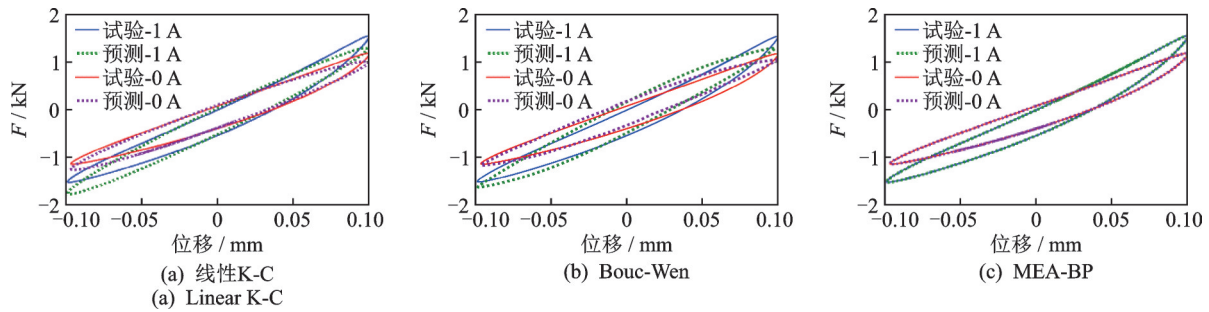 2
1
0
−1
−2
F / kN
试验-1 A
预测-1 A
试验-0 A
预测-0 A
−0.10 −0.05 0 0.05 0.10
位移 / mm
(a) 线性K-C
(a) Linear K-C
2
1
0
−1
−2
F / kN
试验-1 A
预测-1 A
试验-0 A
预测-0 A
−0.10 −0.05 0 0.05 0.10
位移 / mm
(b) Bouc-Wen
2
1
0
−1
−2
F / kN
试验-1 A
预测-1 A
试验-0 A
预测-0 A
−0.10 −0.05 0 0.05 0.10
位移 / mm
(c) MEA-BP